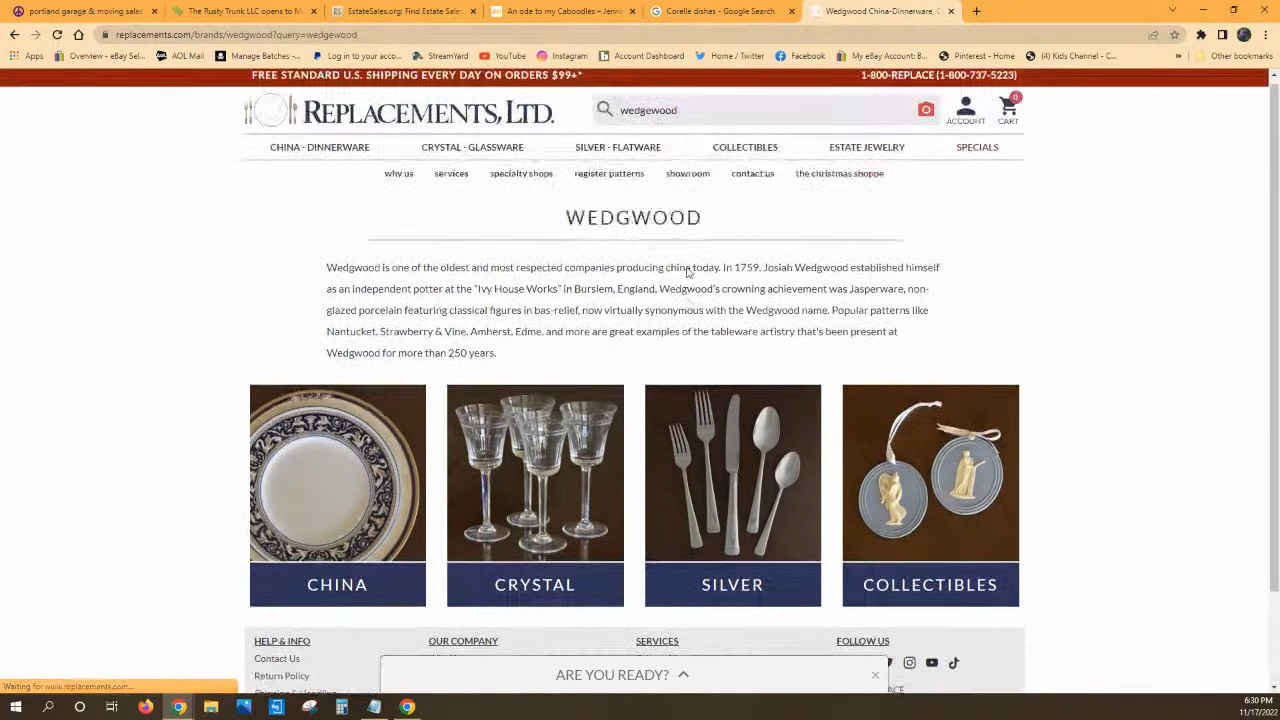 portland garage & moving sales
The Rusty Trunk LLC opens to M
EstateSales.org: Find Estate Sales
An ode to my Caboodles – Jenni
Corelle dishes - Google Search
Wedgwood China-Dinnerware, C
replacements.com/brands/wedgwood?query=wedgewood
Apps
Overview - eBay Sel...
AOL Mail
Manage Batches -...
Log in to your acco...
StreamYard
YouTube
Instagram
Account Dashboard
Home / Twitter
Facebook
My eBay Account: B...
Pinterest - Home
(4) Kids Channel - C...
Other bookmarks
FREE STANDARD U.S. SHIPPING EVERY DAY ON ORDERS $99+*
1-800-REPLACE (1-800-737-5223)
REPLACEMENTS, LTD.
wedgewood
ACCOUNT
0
CART
CHINA - DINNERWARE
CRYSTAL - GLASSWARE
SILVER - FLATWARE
COLLECTIBLES
ESTATE JEWELRY
SPECIALS
why us
services
specialty shops
register patterns
showroom
contact us
the christmas shoppe
WEDGWOOD
Wedgwood is one of the oldest and most respected companies producing china today. In 1759, Josiah Wedgwood established himself
as an independent potter at the "Ivy House Works" in Burslem, England. Wedgwood's crowning achievement was Jasperware, non-
glazed porcelain featuring classical figures in bas-relief, now virtually synonymous with the Wedgwood name. Popular patterns like
Nantucket, Strawberry & Vine, Amherst, Edme, and more are great examples of the tableware artistry that's been present at
Wedgwood for more than 250 years.
CHINA
CRYSTAL
SILVER
COLLECTIBLES
HELP & INFO
OUR COMPANY
SERVICES
FOLLOW US
Contact Us
Return Policy
ARE YOU READY?
Waiting for www.replacements.com...
6:30 PM
11/17/2022